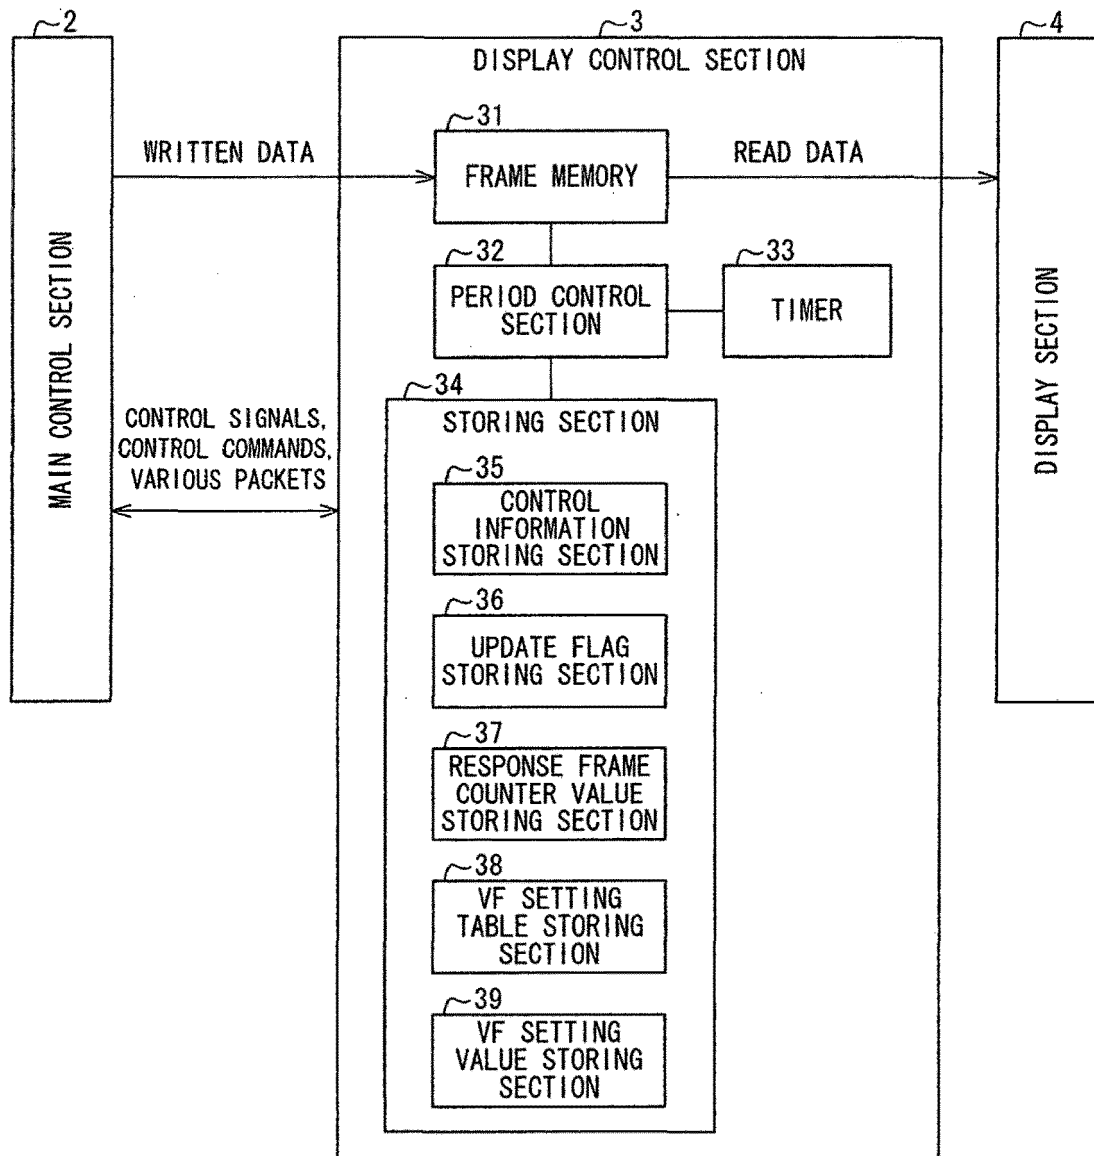 2
3
4
DISPLAY CONTROL SECTION
31
WRITTEN DATA
FRAME MEMORY
READ DATA
32
33
PERIOD CONTROL
SECTION
TIMER
MAIN CONTROL SECTION
DISPLAY SECTION
34
STORING SECTION
CONTROL SIGNALS,
CONTROL COMMANDS,
VARIOUS PACKETS
35
CONTROL
INFORMATION
STORING SECTION
36
UPDATE FLAG
STORING SECTION
37
RESPONSE FRAME
COUNTER VALUE
STORING SECTION
38
VF SETTING
TABLE STORING
SECTION
39
VF SETTING
VALUE STORING
SECTION